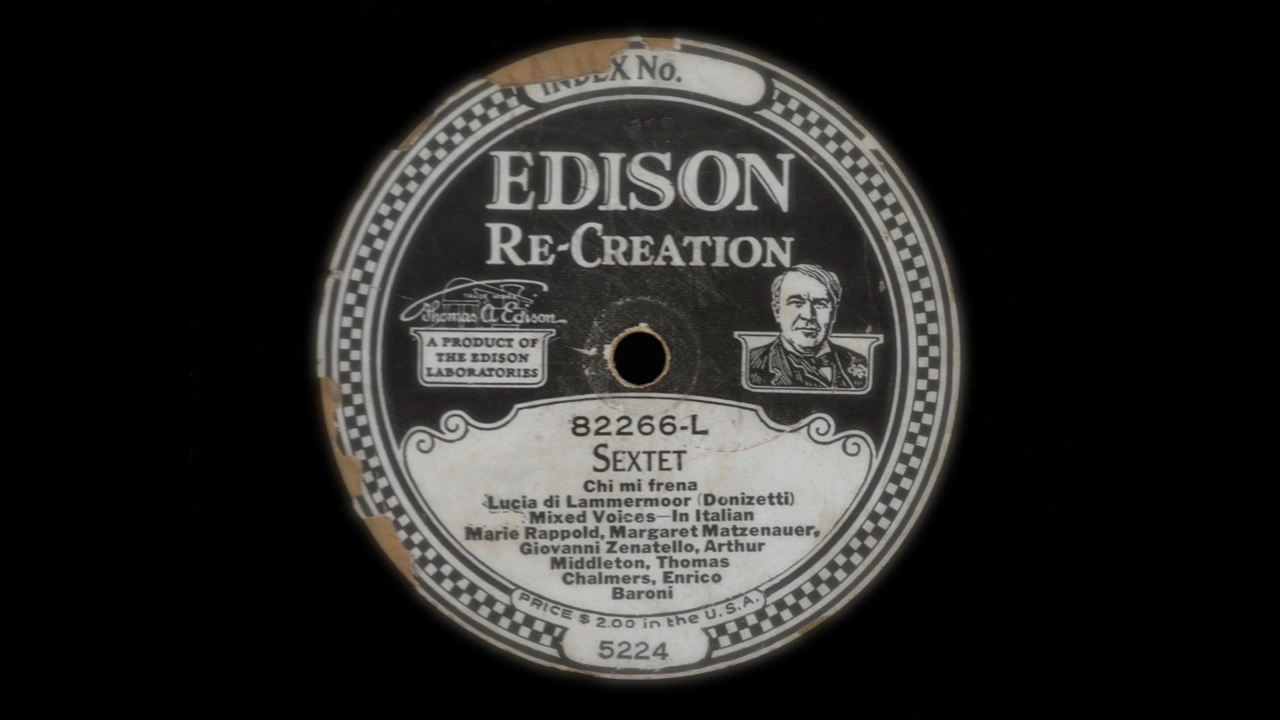 INDEX No.
EDISON
RE-CREATION
TRADE MARK
Thomas A Edison
A PRODUCT OF
THE EDISON
LABORATORIES
82266-L
SEXTET
Chi mi frena
Lucia di Lammermoor (Donizetti)
Mixed Voices—In Italian
Marie Rappold, Margaret Matzenauer,
Giovanni Zenatello, Arthur
Middleton, Thomas
Chalmers, Enrico
Baroni
PRICE $2.00 in the U.S.A.
5224